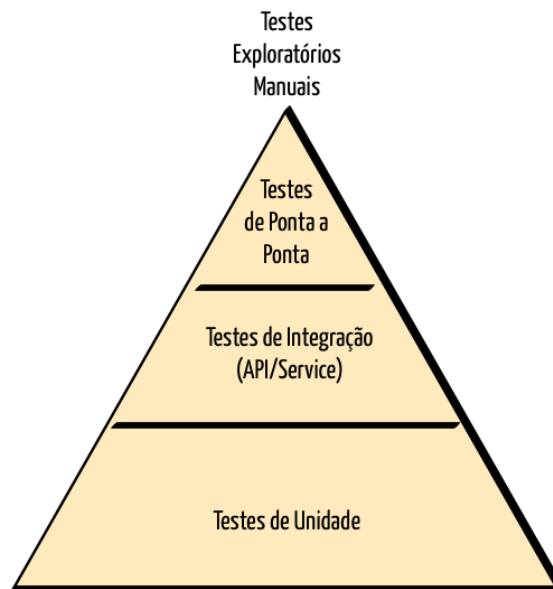 Testes
Exploratórios
Manuais
Testes
de Ponta a
Ponta
Testes de Integração
(API/Service)
Testes de Unidade